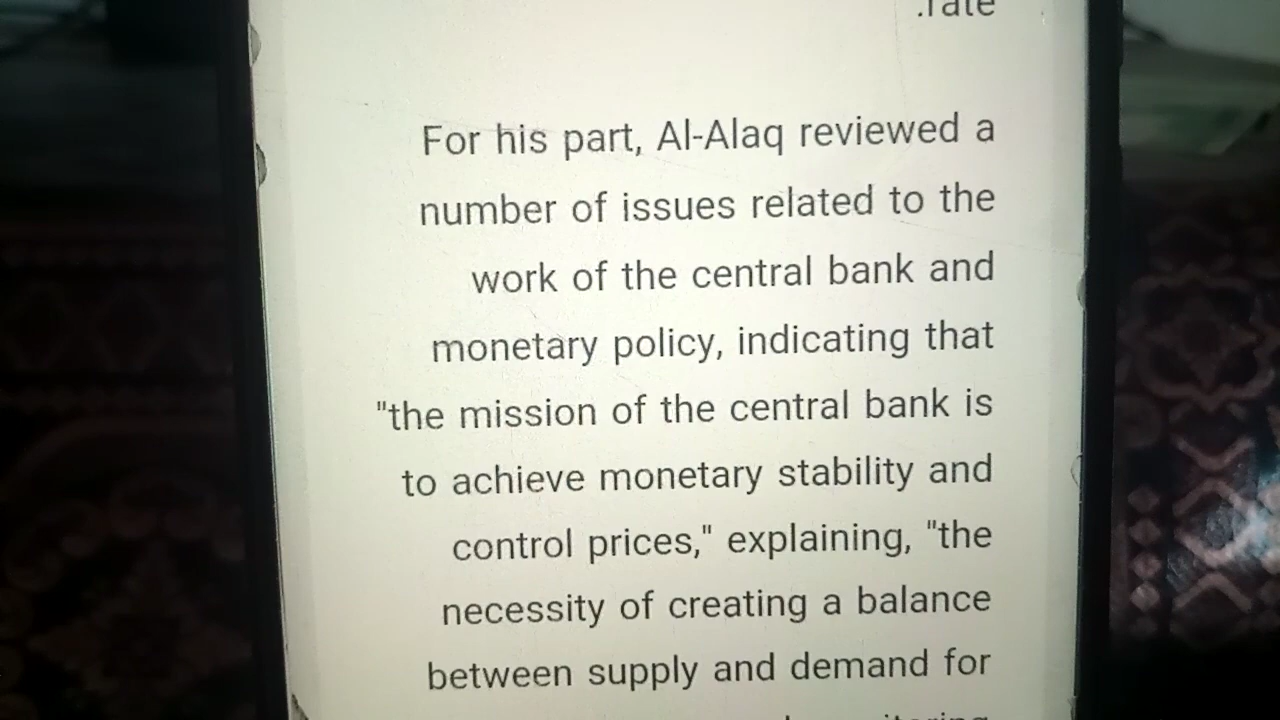 .rate
For his part, Al-Alaq reviewed a
number of issues related to the
work of the central bank and
monetary policy, indicating that
"the mission of the central bank is
to achieve monetary stability and
control prices," explaining, "the
necessity of creating a balance
between supply and demand for